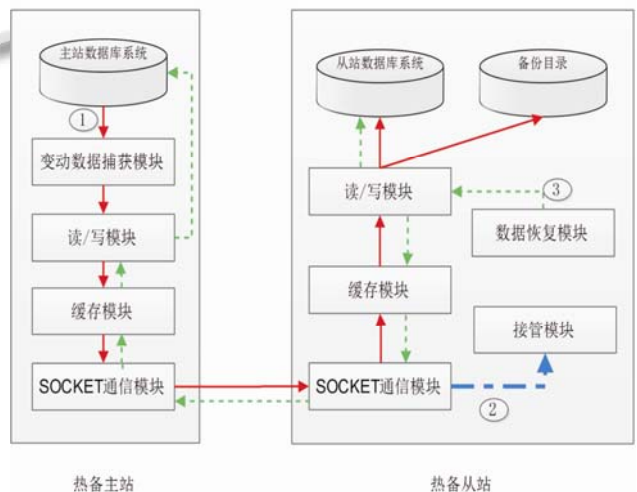 主站数据库系统
①
变动数据捕获模块
读/写模块
缓存模块
SOCKET通信模块
热备主站
从站数据库系统
备份目录
读/写模块
③
数据恢复模块
缓存模块
接管模块
SOCKET通信模块
②
热备从站